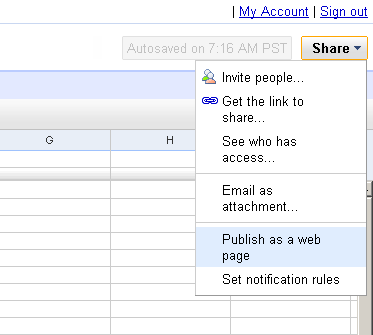 | My Account | Sign out
Autosaved on 7:16 AM PST
Share
Invite people...
Get the link to
share...
See who has
access...
G H
Email as
attachment...
Publish as a web
page
Set notification rules